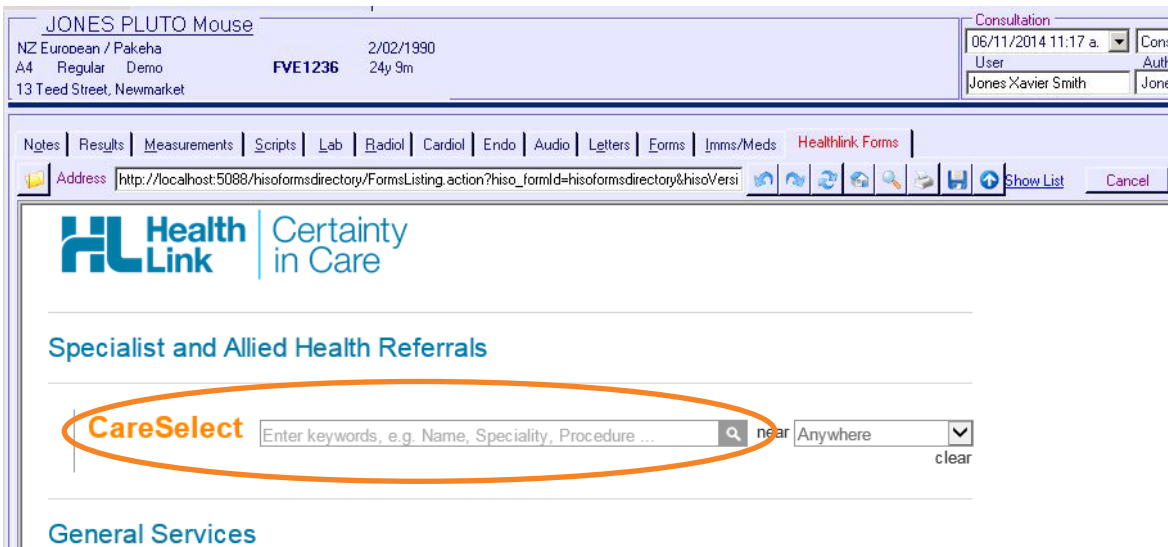 JONES PLUTO Mouse
NZ European / Pakeha 2/02/1990
A4 Regular Demo FVE1236 24y 9m
13 Teed Street, Newmarket
Consultation
06/11/2014 11:17 a. Cons
User Auth
Jones Xavier Smith Jone
Notes Results Measurements Scripts Lab Radiol Cardiol Endo Audio Letters Forms Imms/Meds Healthlink Forms
Address http://localhost:5088/hisoformsdirectory/FormsListing.action?hiso_formId=hisoformsdirectory&hisoVersi Show List Cancel
HL Health Link Certainty in Care
Specialist and Allied Health Referrals
CareSelect Enter keywords, e.g. Name, Speciality, Procedure ... near Anywhere
clear
General Services